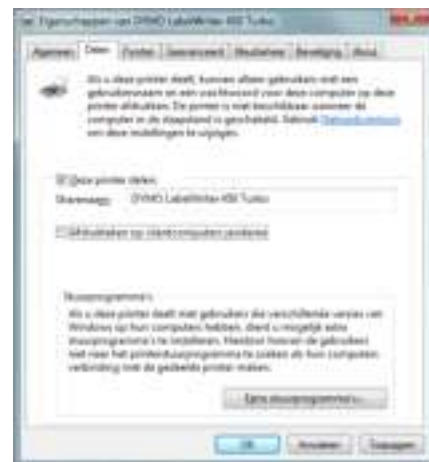 Eigenschappen van DYMO LabelWriter 450 Turbo
Algemeen Delen Poorten Geavanceerd Kleurbeheer Beveiliging About
Als u deze printer deelt, kunnen alleen gebruikers met een
gebruikersnaam en een wachtwoord voor deze computer op deze
printer afdrukken. De printer is niet beschikbaar wanneer de
computer in de slaapstand is geschakeld. Gebruik Netwerkcentrum
om deze instellingen te wijzigen.
Deze printer delen
Sharenaam: DYMO LabelWriter 450 Turbo
Afdruktaken op clientcomputers
Stuurprogramma's
Als u deze printer deelt met gebruikers die verschillende versies van
Windows op hun computers hebben, dient u mogelijk extra
stuurprogramma's te installeren. Hierdoor hoeven de gebruikers
niet naar het printerstuurprogramma te zoeken als hun computers
verbinding met de gedeelde printer maken.
Extra stuurprogramma's...
OK Annuleren Toepassen